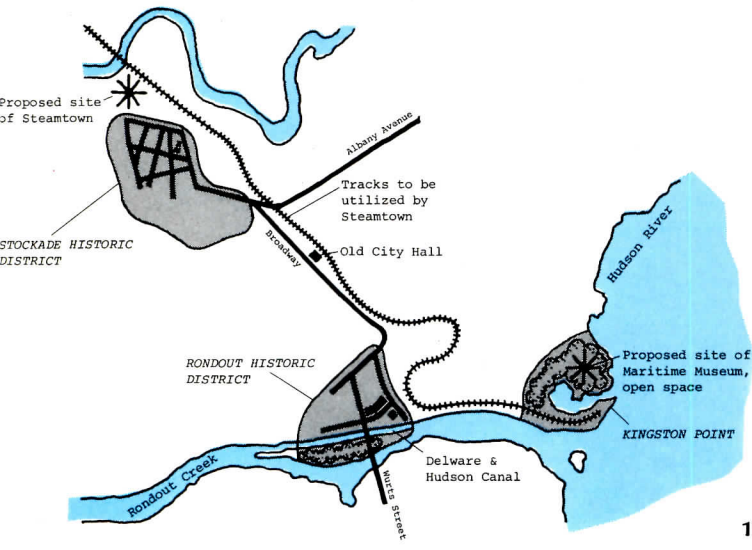 Proposed site
of Steamtown
Albany Avenue
Tracks to be
utilized by
Steamtown
STOCKADE HISTORIC
DISTRICT
Broadway
Old City Hall
Hudson River
RONDOUT HISTORIC
DISTRICT
Proposed site of
Maritime Museum,
open space
KINGSTON POINT
Delware &
Hudson Canal
Rondout Creek
Wurts Street
1